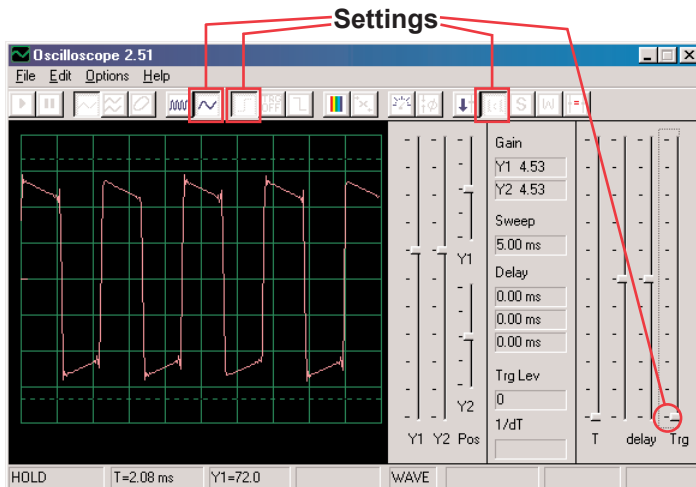 Settings
Oscilloscope 2.51
File Edit Options Help
TRG OFF
S W
Gain
Y1 4.53
Y2 4.53
Sweep
5.00 ms
Delay
0.00 ms
0.00 ms
0.00 ms
Trg Lev
0
1/dT
Y1
Y2
Y1 Y2 Pos
T delay Trg
HOLD T=2.08 ms Y1=72.0 WAVE